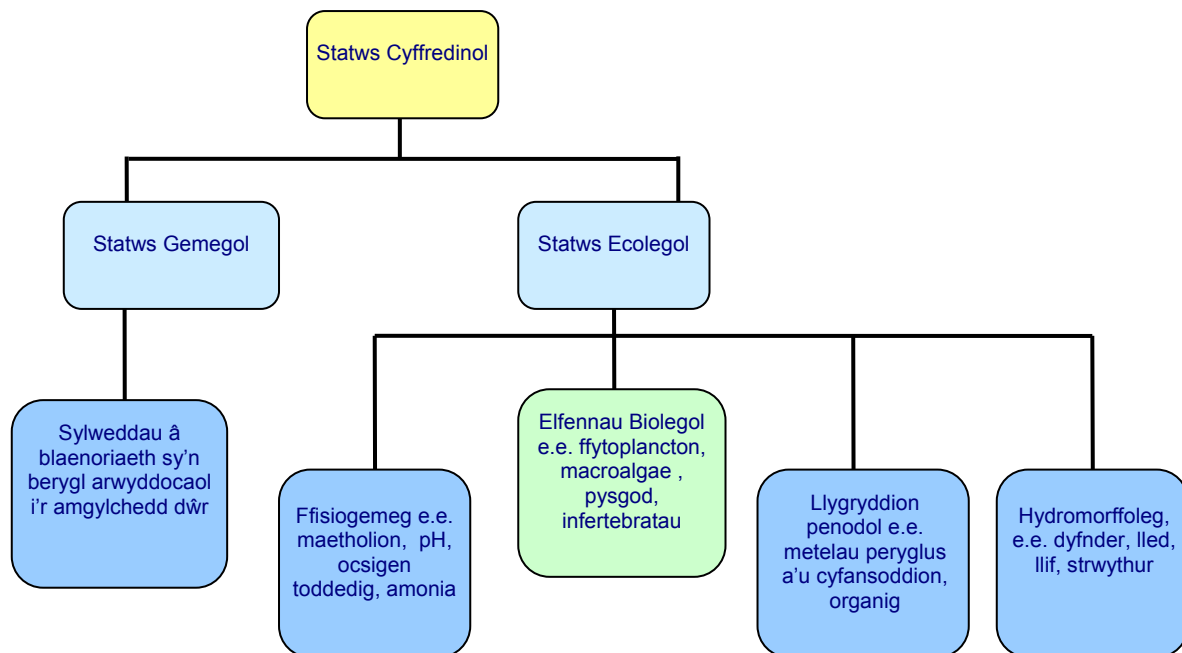 Statws Cyffredinol
Statws Gemegol
Statws Ecolegol
Sylweddau â
blaenoriaeth sy'n
berygl arwyddocaol
i'r amgylchedd dŵr
Ffisiogemeg e.e.
maetholion, pH,
ocsigen
toddedig, amonia
Elfennau Biolegol
e.e. ffytoplancton,
macroalgae ,
pysgod,
infertebratau
Llygryddion
penodol e.e.
metelau peryglus
a'u cyfansoddion,
organig
Hydromorffoleg,
e.e. dyfnder, lled,
llif, strwythur